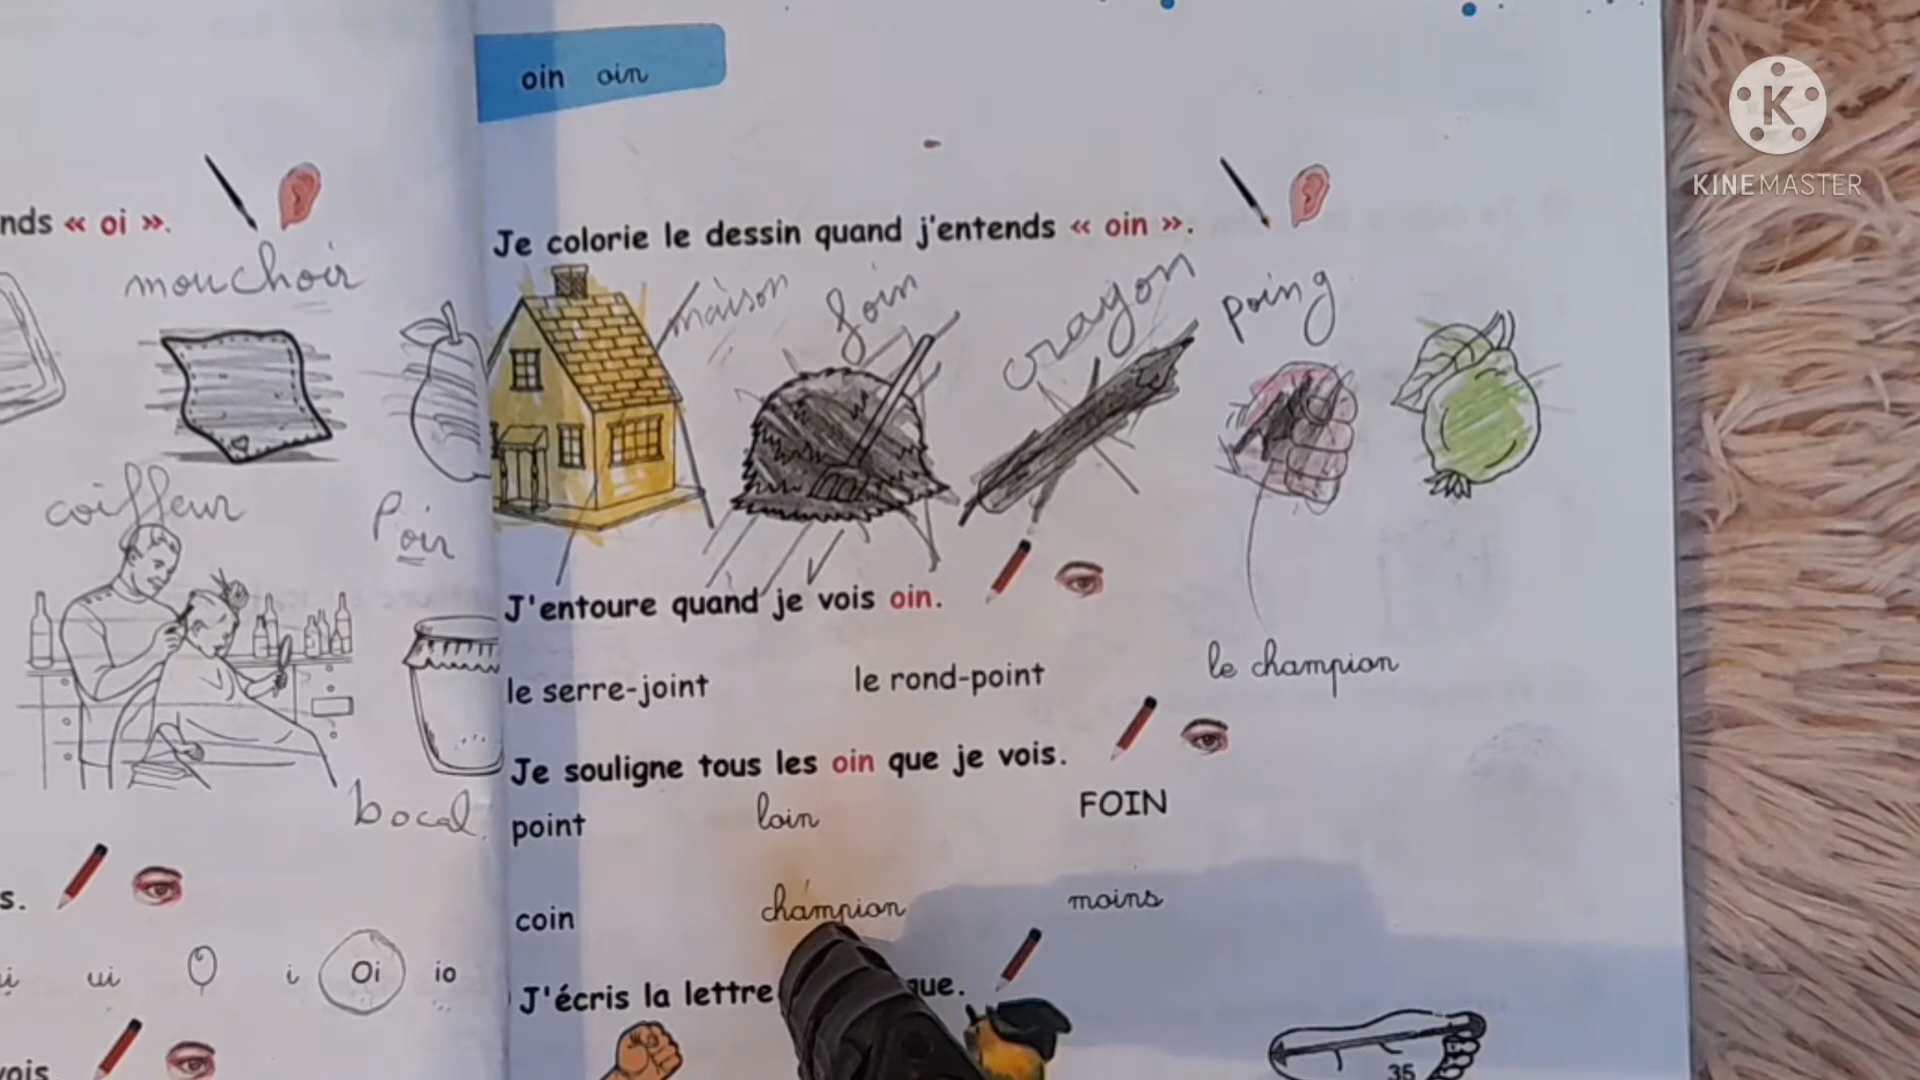 nds « oi ».
mouchoir
coiffeur
Poir
bocal
s.
ui
O
i
Oi
io
vois.
oin oin
Je colorie le dessin quand j'entends « oin ».
maison
foin
crayon
poing
J'entoure quand je vois oin.
le serre-joint le rond-point le champion
Je souligne tous les oin que je vois.
point loin FOIN
coin champion moins
J'écris la lettre que.
35
K
KINEMASTER